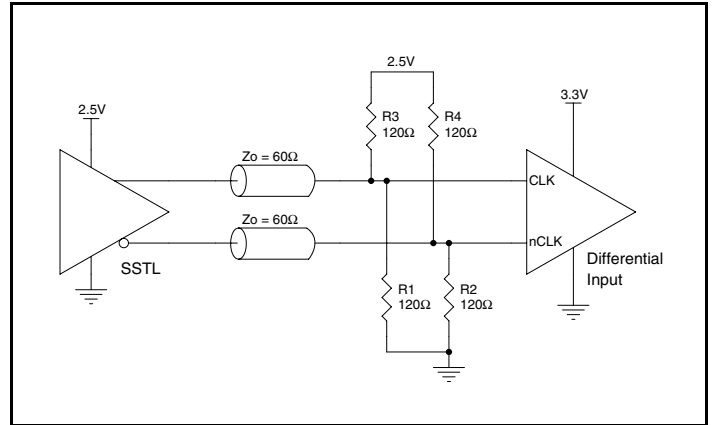 2.5V
3.3V
2.5V
R3
120Ω
R4
120Ω
Zo = 60Ω
CLK
Zo = 60Ω
nCLK
SSTL
Differential
Input
R1
120Ω
R2
120Ω